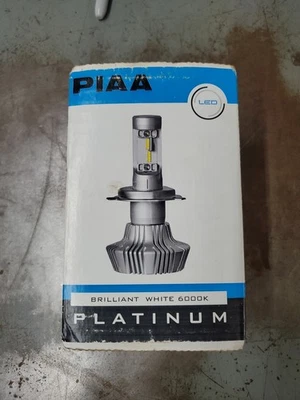 PIAA
LED
BRILLIANT WHITE 6000K
PLATINUM